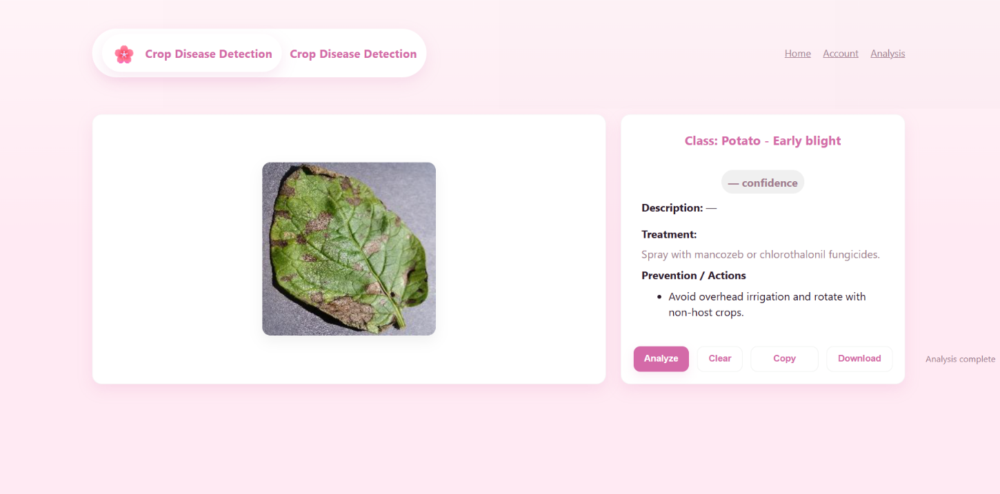 Crop Disease Detection
Crop Disease Detection
Home
Account
Analysis
Class: Potato - Early blight
— confidence
Description: —
Treatment:
Spray with mancozeb or chlorothalonil fungicides.
Prevention / Actions
• Avoid overhead irrigation and rotate with
non-host crops.
Analyze
Clear
Copy
Download
Analysis complete